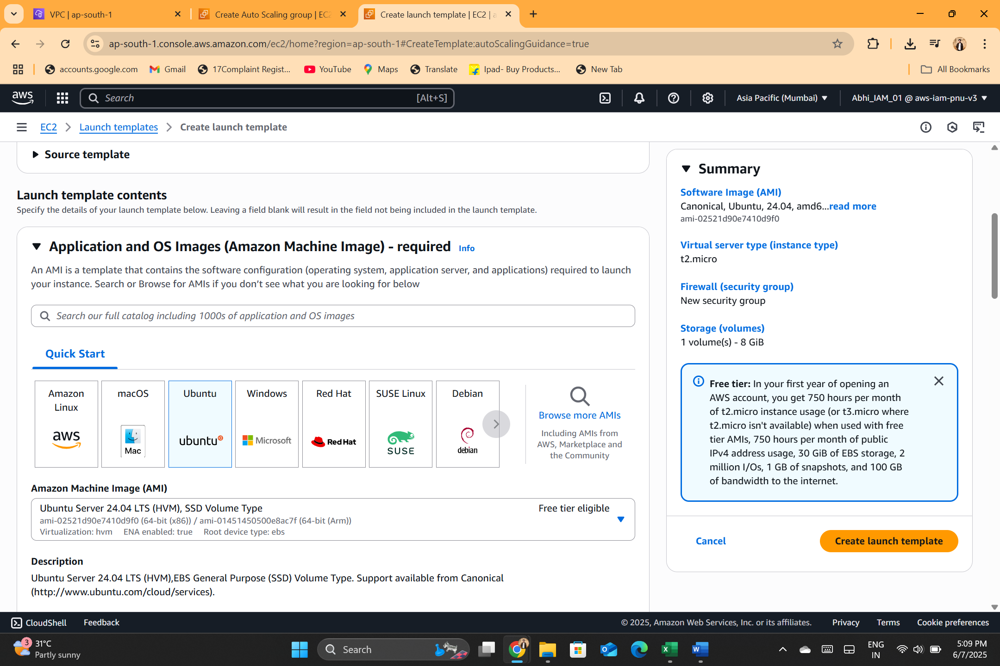 VPC | ap-south-1
Create Auto Scaling group | EC2
Create launch template | EC2 | a
ap-south-1.console.aws.amazon.com/ec2/home?region=ap-south-1#CreateTemplate:autoScalingGuidance=true
accounts.google.com
Gmail
17Complaint Regist...
YouTube
Maps
Translate
Ipad- Buy Products...
New Tab
All Bookmarks
aws
Search
[Alt+S]
Asia Pacific (Mumbai)
Abhi_IAM_01 @ aws-iam-pnu-v3
EC2
Launch templates
Create launch template
Source template
Launch template contents
Specify the details of your launch template below. Leaving a field blank will result in the field not being included in the launch template.
Application and OS Images (Amazon Machine Image) - required Info
An AMI is a template that contains the software configuration (operating system, application server, and applications) required to launch
your instance. Search or Browse for AMIs if you don’t see what you are looking for below
Search our full catalog including 1000s of application and OS images
Quick Start
Amazon
Linux
aws
macOS
Mac
Ubuntu
ubuntu
Windows
Microsoft
Red Hat
Red Hat
SUSE Linux
SUSE
Debian
debian
Browse more AMIs
Including AMIs from
AWS, Marketplace and
the Community
Amazon Machine Image (AMI)
Ubuntu Server 24.04 LTS (HVM), SSD Volume Type
Free tier eligible
ami-02521d90e7410d9f0 (64-bit (x86)) / ami-01451450500e8ac7f (64-bit (Arm))
Virtualization: hvm ENA enabled: true Root device type: ebs
Description
Ubuntu Server 24.04 LTS (HVM),EBS General Purpose (SSD) Volume Type. Support available from Canonical
(http://www.ubuntu.com/cloud/services).
Summary
Software Image (AMI)
Canonical, Ubuntu, 24.04, amd6...read more
ami-02521d90e7410d9f0
Virtual server type (instance type)
t2.micro
Firewall (security group)
New security group
Storage (volumes)
1 volume(s) - 8 GiB
Free tier: In your first year of opening an
AWS account, you get 750 hours per month
of t2.micro instance usage (or t3.micro where
t2.micro isn't available) when used with free
tier AMIs, 750 hours per month of public
IPv4 address usage, 30 GiB of EBS storage, 2
million I/Os, 1 GB of snapshots, and 100 GB
of bandwidth to the internet.
Cancel
Create launch template
CloudShell
Feedback
© 2025, Amazon Web Services, Inc. or its affiliates.
Privacy
Terms
Cookie preferences
3
31°C
Partly sunny
Search
ENG
IN
5:09 PM
6/7/2025